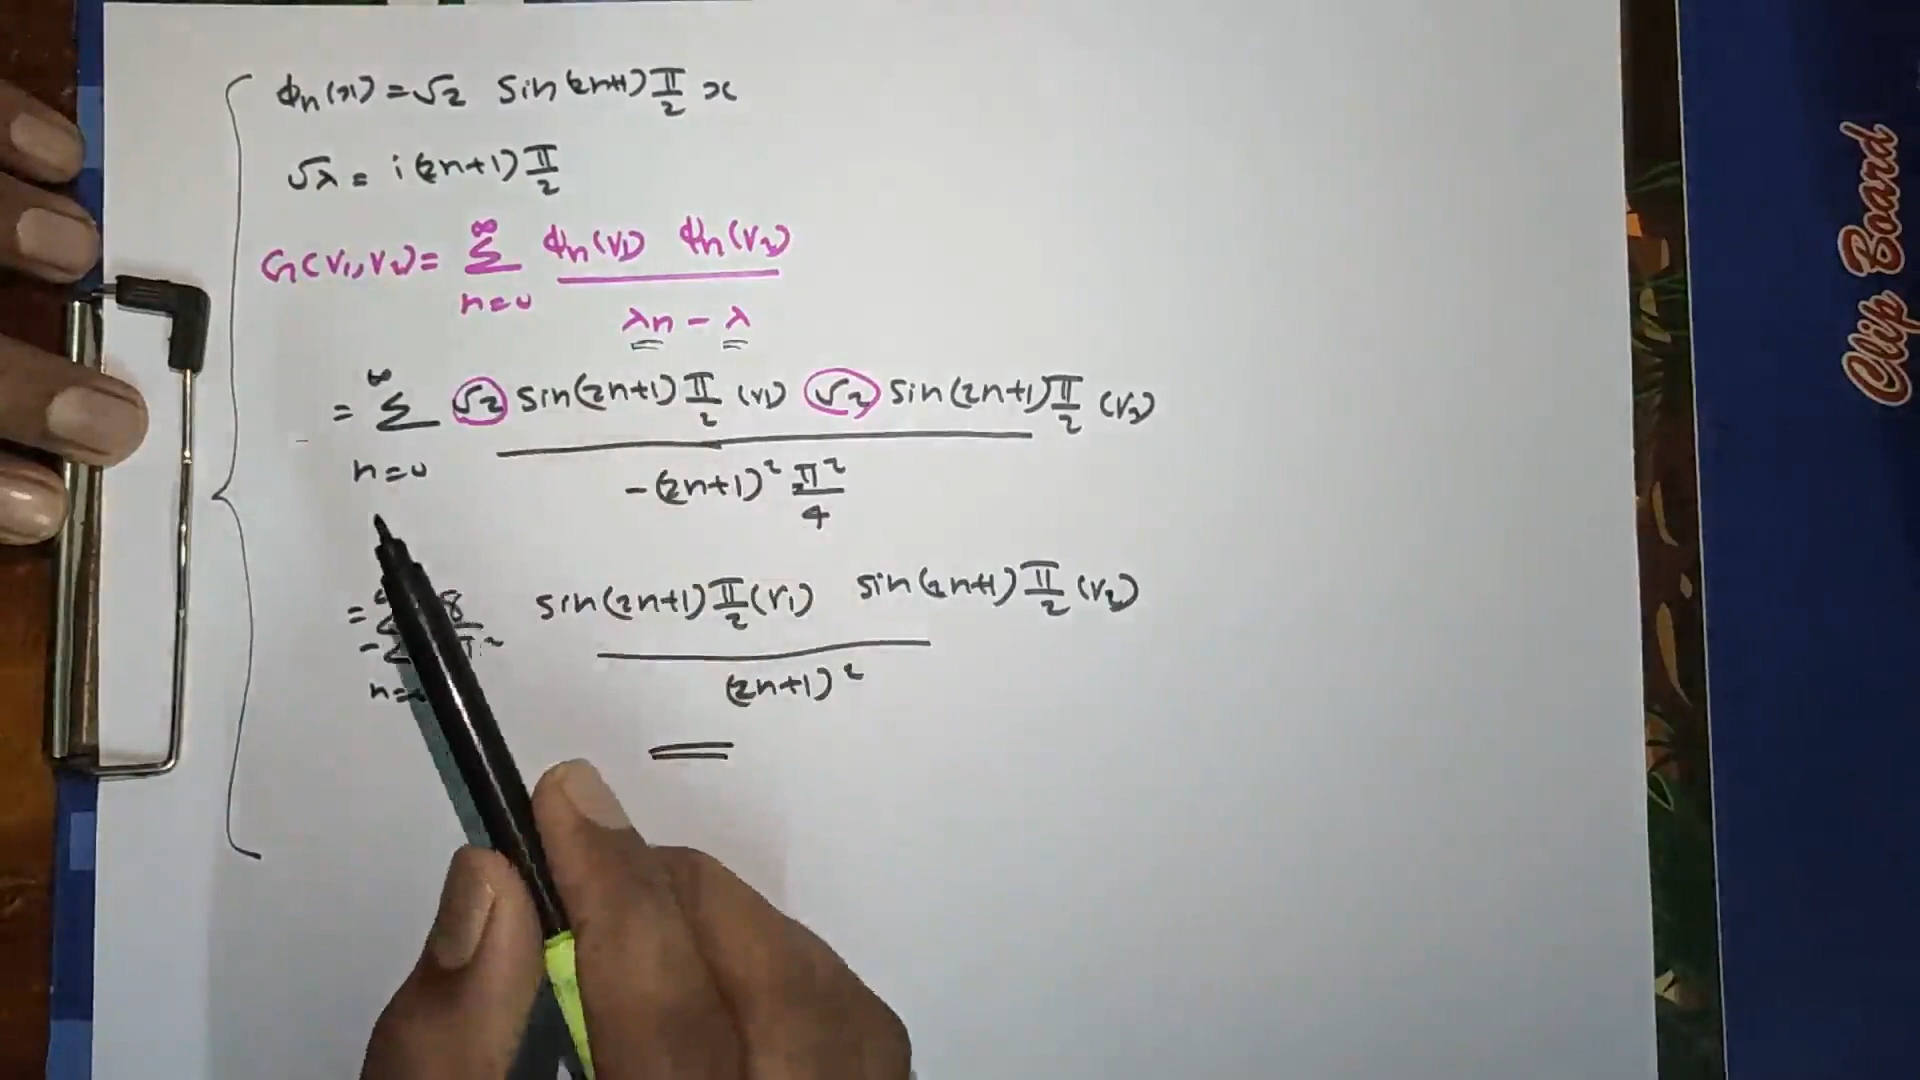 ϕn(x) = √2 sin(2n+1) π/2 x
√λ = i(2n+1) π/2
G(r₁,r₂) = ∑ n=0 ∞ ϕn(r₁) ϕn(r₂) / λn - λ
= ∑ n=0 ∞ √2 sin(2n+1) π/2 (r₁) √2 sin(2n+1) π/2 (r₂) / -(2n+1)² π²/4
= - 8 / π² sin(2n+1) π/2 (r₁) sin(2n+1) π/2 (r₂) / (2n+1)²
Clip Board